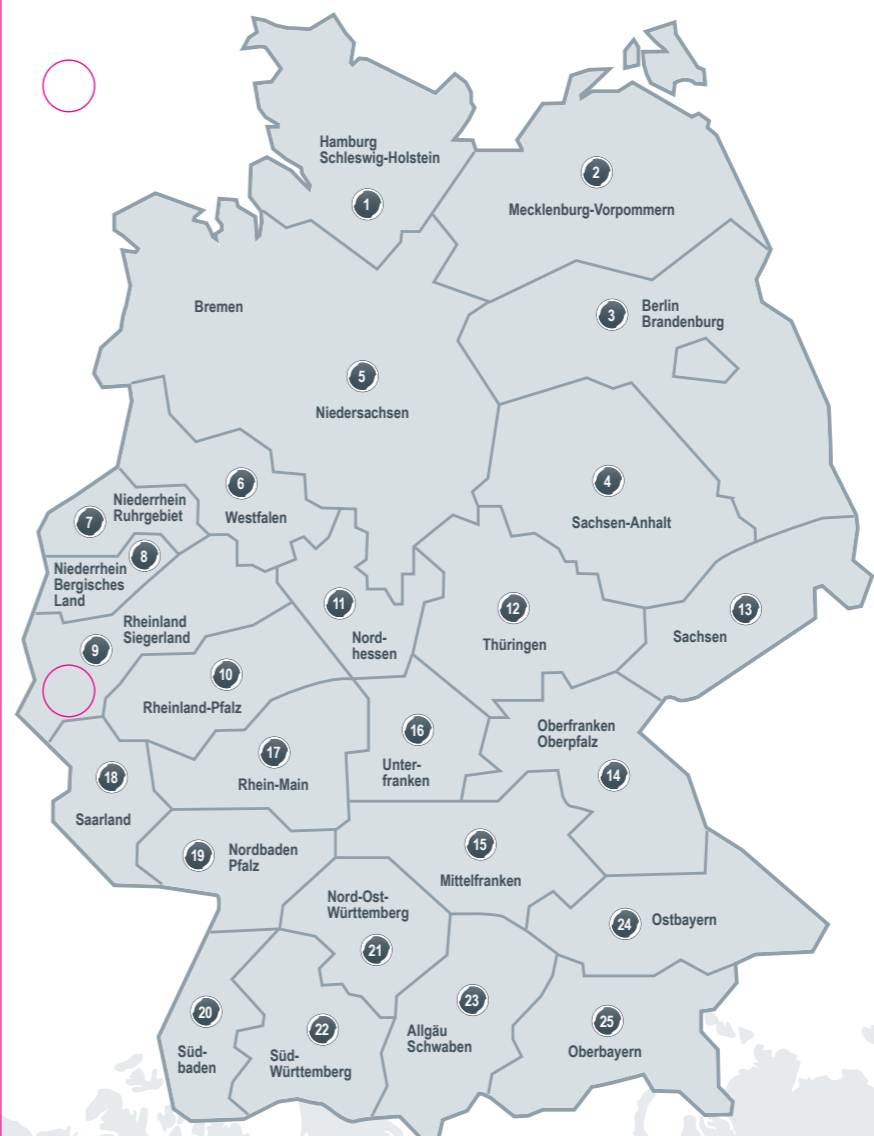 Hamburg
Schleswig-Holstein
1
2
Mecklenburg-Vorpommern
Bremen
3
Berlin
Brandenburg
5
Niedersachsen
4
Sachsen-Anhalt
6
Westfalen
7
Niederrhein
Ruhrgebiet
8
Niederrhein
Bergisches
Land
9
Rheinland
Siegerland
11
Nord-
hessen
12
Thüringen
13
Sachsen
10
Rheinland-Pfalz
17
Rhein-Main
16
Unter-
franken
Oberfranken
Oberpfalz
14
18
Saarland
19
Nordbaden
Pfalz
15
Mittelfranken
Nord-Ost-
Württemberg
21
24
Ostbayern
20
Süd-
baden
22
Süd-
Württemberg
23
Allgäu
Schwaben
25
Oberbayern